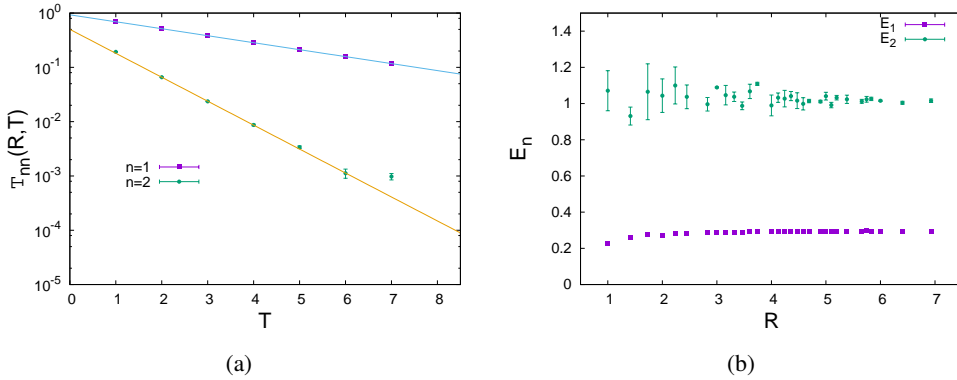 10⁰
10⁻¹
10⁻²
10⁻³
10⁻⁴
10⁻⁵
T_nn(R,T)
n=1
n=2
0 1 2 3 4 5 6 7 8
T
(a)
1.4
1.2
1
0.8
0.6
0.4
0.2
0
E_n
E_1
E_2
1 2 3 4 5 6 7
R
(b)